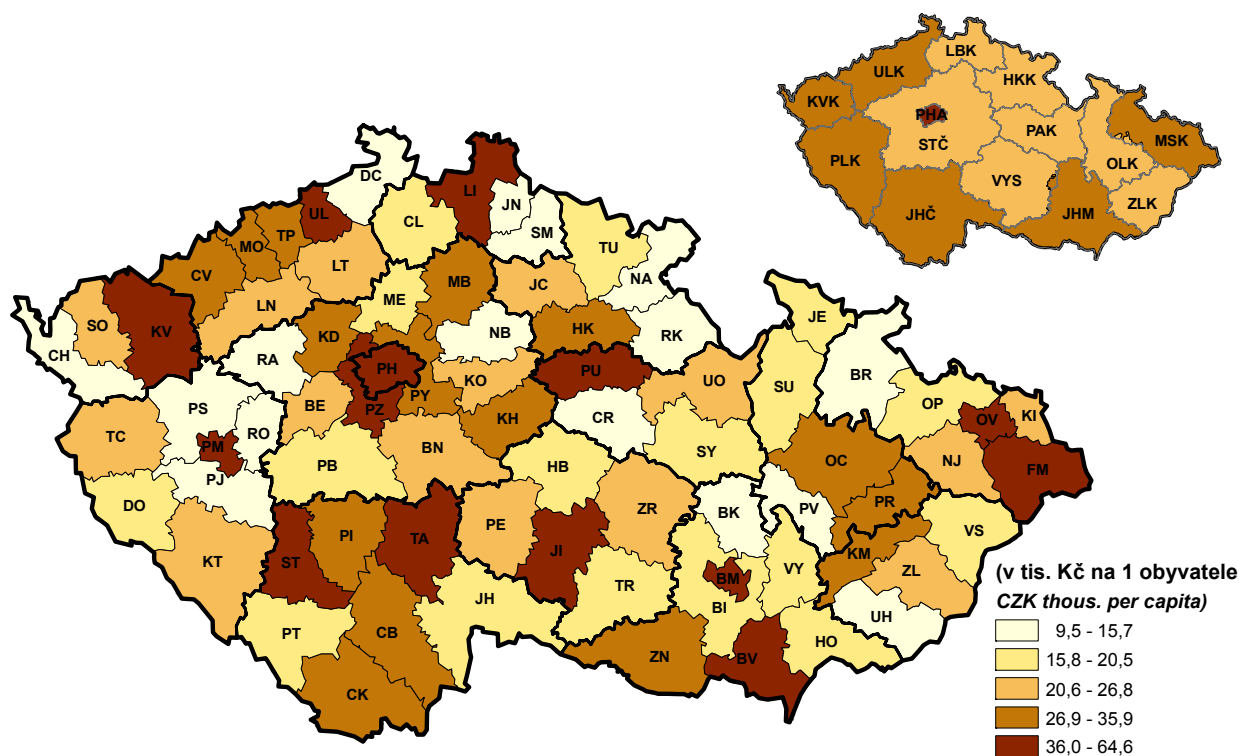 LBK
ULK
HKK
KVK
PHA
PAK
MSK
STČ
PLK
OLK
VYS
ZLK
JHČ
JHM
DC
LI
JN
UL
CL
SM
TP
MO
TU
LT
CV
NA
MB
JC
ME
LN
SO
KV
KD
HK
NB
RK
JE
CH
RA
PH
PU
UO
BR
KO
SU
PY
PS
BE
PZ
OP
KI
KH
CR
OV
TC
RO
PM
BN
SY
OC
NJ
PB
HB
FM
PJ
DO
PR
ZR
BK
PV
PE
VS
PI
TA
JI
KM
KT
ST
ZL
VY
BM
TR
JH
BI
UH
CB
PT
HO
ZN
BV
CK
(v tis. Kč na 1 obyvatele
CZK thous. per capita)
9,5 - 15,7
15,8 - 20,5
20,6 - 26,8
26,9 - 35,9
36,0 - 64,6